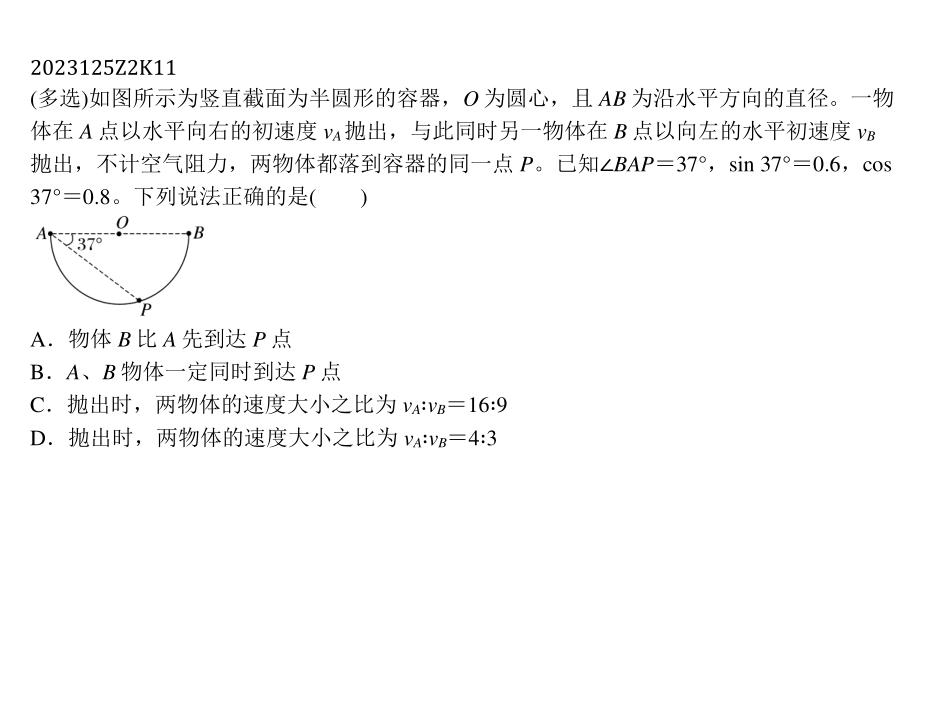 2023125Z2K11
(多选)如图所示为竖直截面为半圆形的容器，O 为圆心，且 AB 为沿水平方向的直径。一物
体在 A 点以水平向右的初速度 vA抛出，与此同时另一物体在 B 点以向左的水平初速度 vB
抛出，不计空气阻力，两物体都落到容器的同一点 P。已知∠BAP＝37°，sin 37°＝0.6，cos
37°＝0.8。下列说法正确的是(　　)
A O B
37°
P
A．物体 B 比 A 先到达 P 点
B．A、B 物体一定同时到达 P 点
C．抛出时，两物体的速度大小之比为 vA∶vB＝16∶9
D．抛出时，两物体的速度大小之比为 vA∶vB＝4∶3